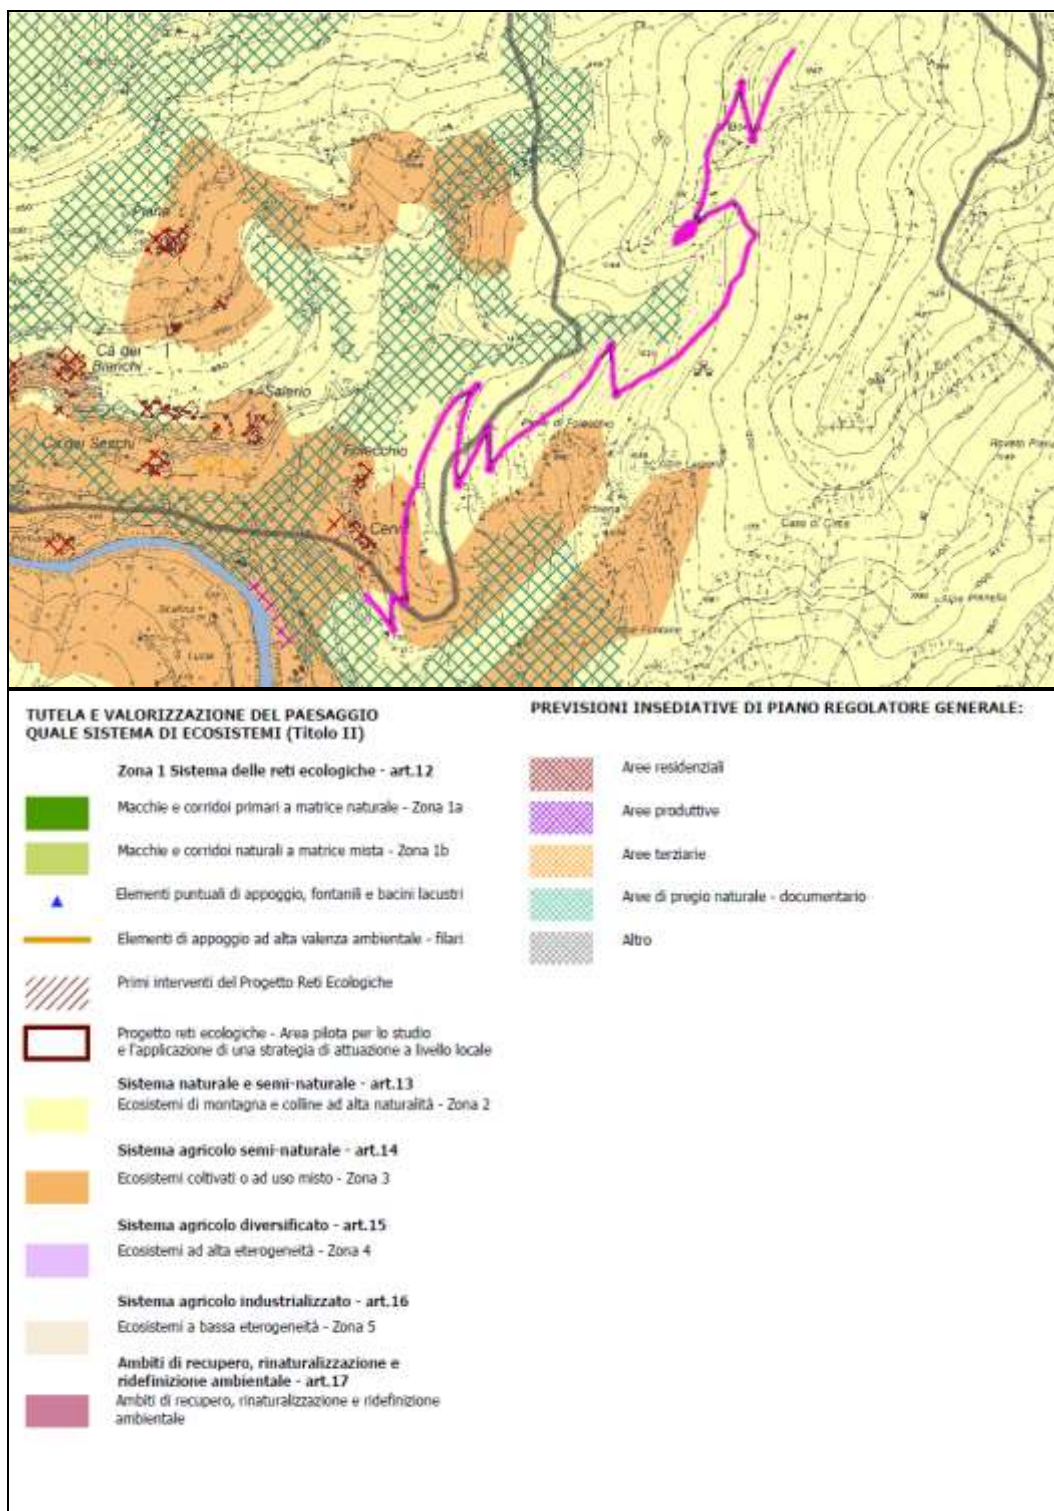 Piana
Ca dei
Bianchi
Salerio
Ca dei Secchi
Folecchio
Piana di Folecchio
Schiena
Casa di Citta
TUTELA E VALORIZZAZIONE DEL PAESAGGIO
QUALE SISTEMA DI ECOSISTEMI (Titolo II)
Zona 1 Sistema delle reti ecologiche - art.12
Macchie e corridoi primari a matrice naturale - Zona 1a
Macchie e corridoi naturali a matrice mista - Zona 1b
Elementi puntuali di appoggio, fontanili e bacini lacustri
Elementi di appoggio ad alta valenza ambientale - filari
Primi interventi del Progetto Reti Ecologiche
Progetto reti ecologiche - Area pilota per lo studio
e l'applicazione di una strategia di attuazione a livello locale
Sistema naturale e semi-naturale - art.13
Ecosistemi di montagna e colline ad alta naturalità - Zona 2
Sistema agricolo semi-naturale - art.14
Ecosistemi coltivati o ad uso misto - Zona 3
Sistema agricolo diversificato - art.15
Ecosistemi ad alta eterogeneità - Zona 4
Sistema agricolo industrializzato - art.16
Ecosistemi a bassa eterogeneità - Zona 5
Ambiti di recupero, rinaturalizzazione e
ridefinizione ambientale - art.17
Ambiti di recupero, rinaturalizzazione e ridefinizione
ambientale
PREVISIONI INSEDIATIVE DI PIANO REGOLATORE GENERALE:
Aree residenziali
Aree produttive
Aree terziarie
Aree di pregio naturale - documentario
Altro